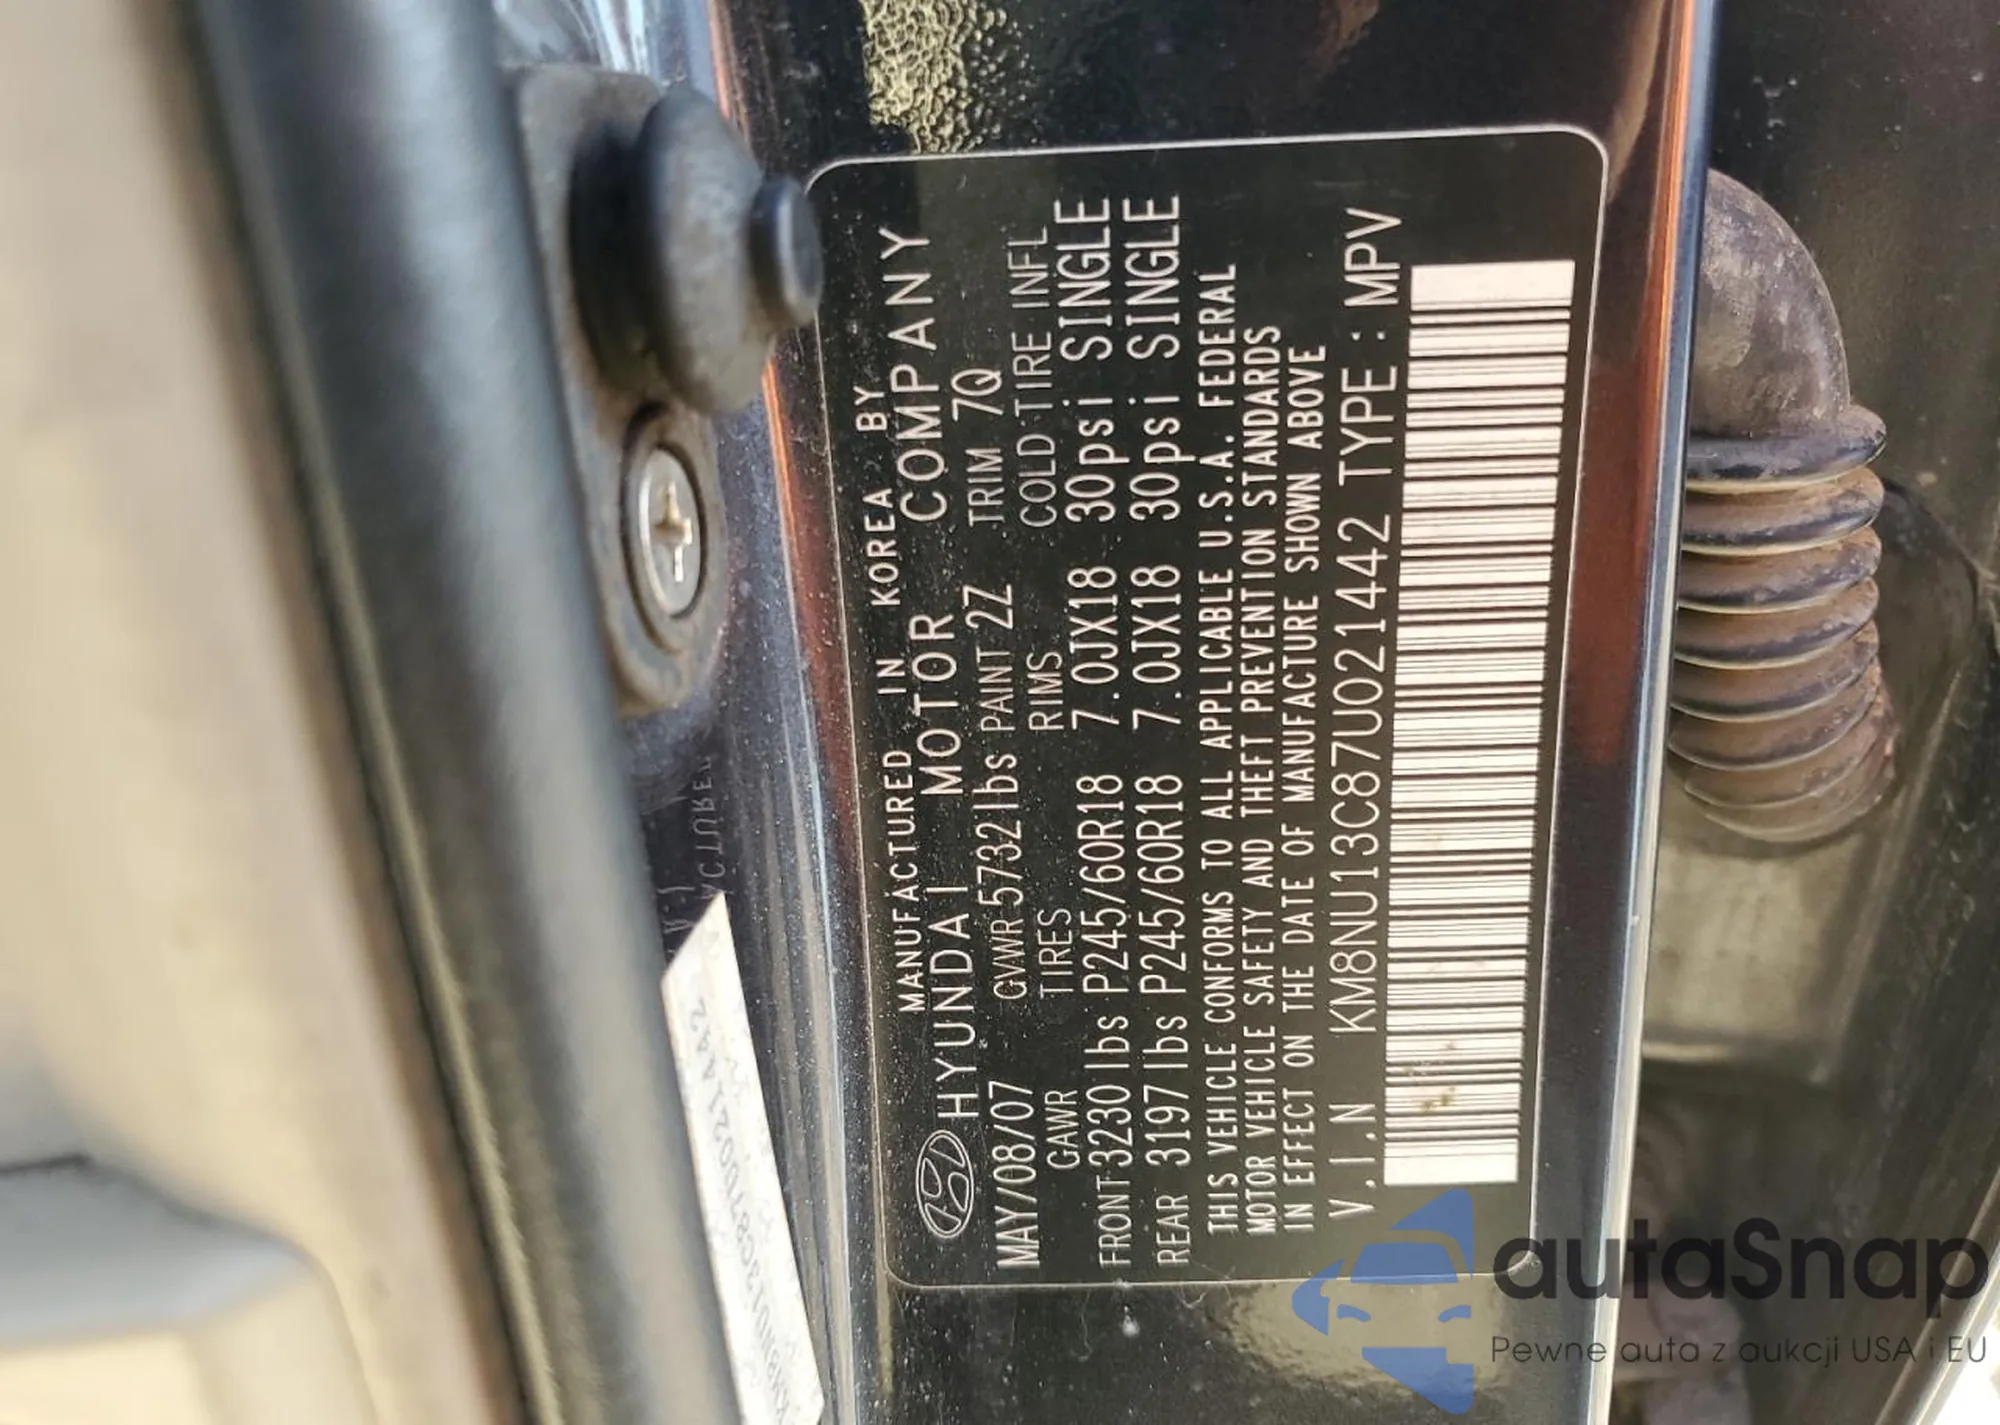 MANUFACTURED IN KOREA BY
HYUNDAI MOTOR COMPANY
MAY/08/07 GVWR 5732lbs PAINT 2Z TRIM 7Q
GAWR TIRES RIMS COLD TIRE INFL
FRONT 3230 lbs P245/60R18 7.0JX18 30psi SINGLE
REAR 3197 lbs P245/60R18 7.0JX18 30psi SINGLE
THIS VEHICLE CONFORMS TO ALL APPLICABLE U.S.A. FEDERAL
MOTOR VEHICLE SAFETY AND THEFT PREVENTION STANDARDS
IN EFFECT ON THE DATE OF MANUFACTURE SHOWN ABOVE
V.I.N KM8NU13C87U021442 TYPE : MPV
autaSnap
Pewne auta z aukcji USA i EU